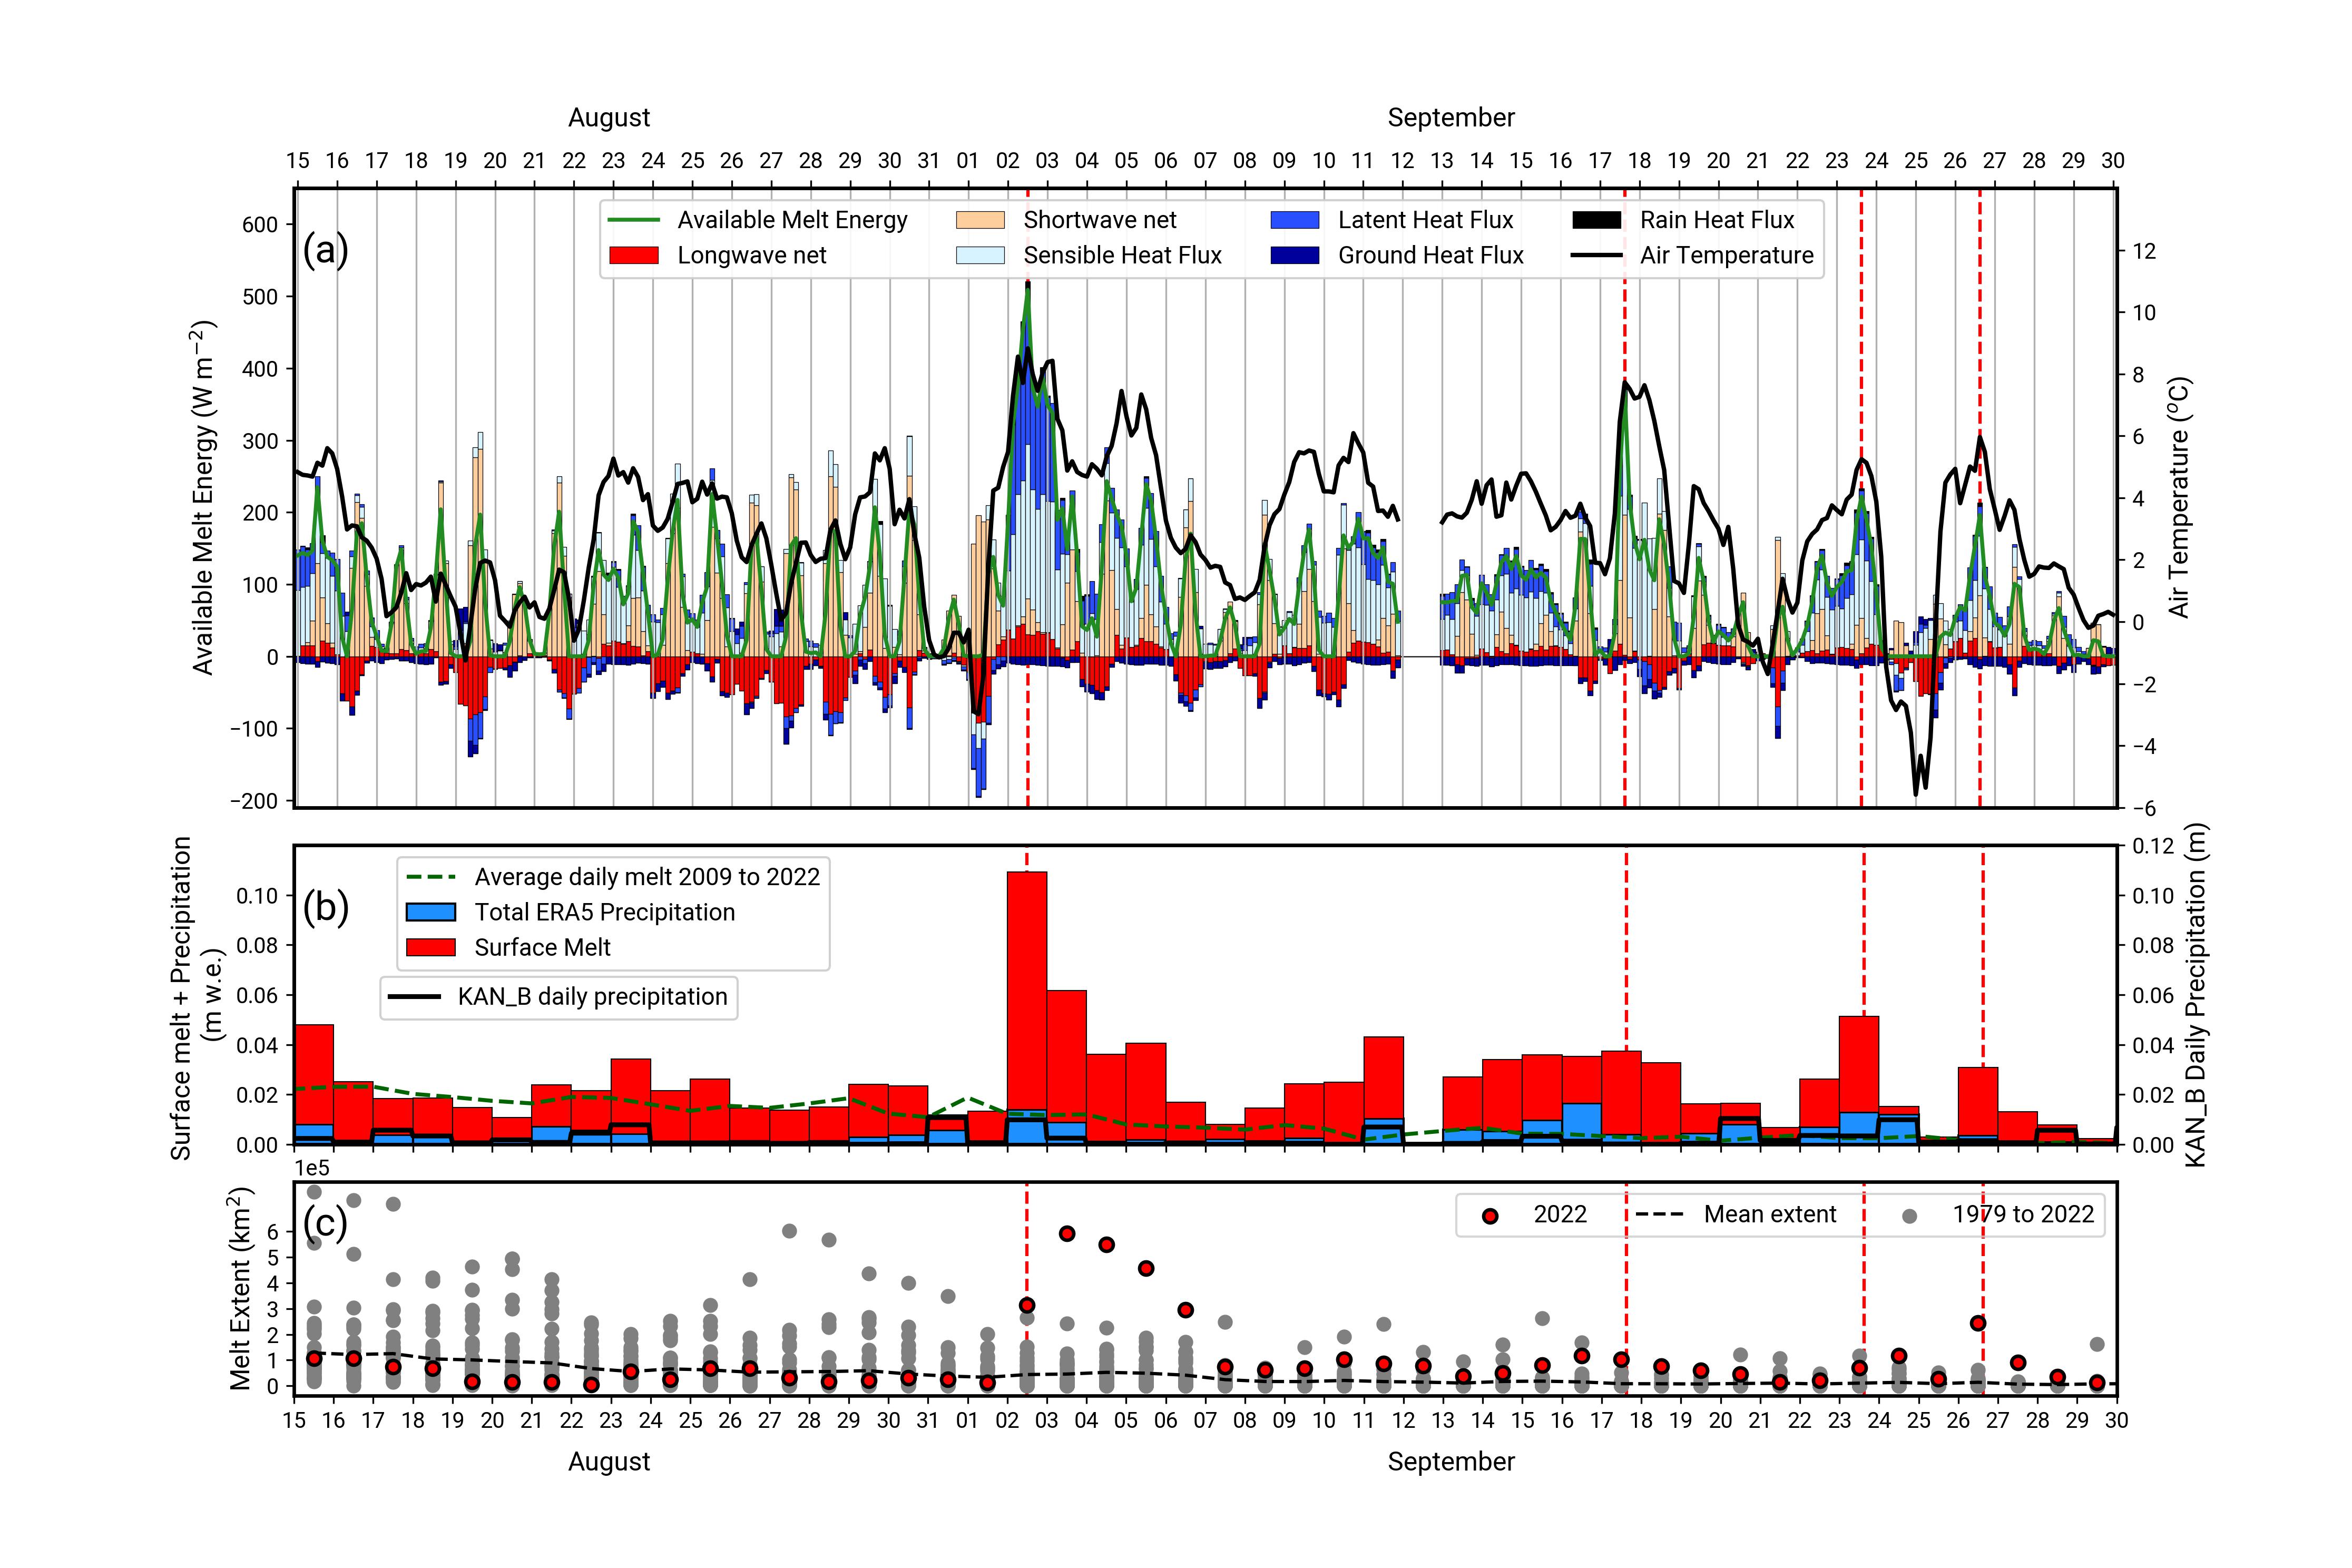 August September
15 16 17 18 19 20 21 22 23 24 25 26 27 28 29 30 31 01 02 03 04 05 06 07 08 09 10 11 12 13 14 15 16 17 18 19 20 21 22 23 24 25 26 27 28 29 30
(a)
Available Melt Energy Shortwave net Latent Heat Flux Rain Heat Flux
Longwave net Sensible Heat Flux Ground Heat Flux Air Temperature
Available Melt Energy (W m−2)
600
500
400
300
200
100
0
−100
−200
Air Temperature (oC)
12
10
8
6
4
2
0
−2
−4
−6
(b)
Average daily melt 2009 to 2022
Total ERA5 Precipitation
Surface Melt
KAN_B daily precipitation
Surface melt + Precipitation
(m w.e.)
0.10
0.08
0.06
0.04
0.02
0.00
KAN_B Daily Precipitation (m)
0.12
0.10
0.08
0.06
0.04
0.02
0.00
1e5
(c)
2022 Mean extent 1979 to 2022
Melt Extent (km2)
6
5
4
3
2
1
0
15 16 17 18 19 20 21 22 23 24 25 26 27 28 29 30 31 01 02 03 04 05 06 07 08 09 10 11 12 13 14 15 16 17 18 19 20 21 22 23 24 25 26 27 28 29 30
August September